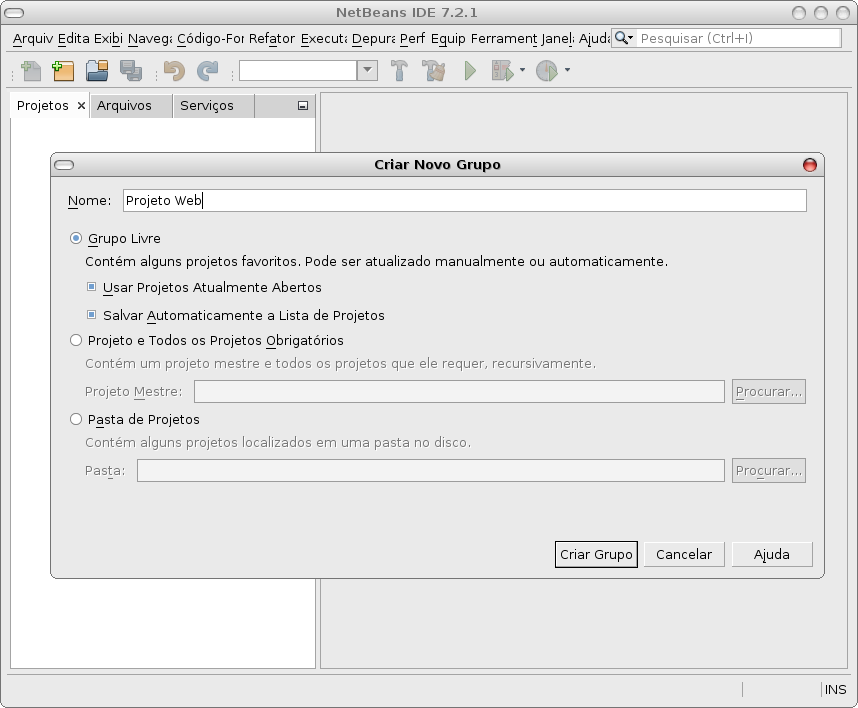 NetBeans IDE 7.2.1
Arquiv Edita Exibi Navega Código-For Refator Executa Depura Perf Equip Ferrament Janela Ajuda Pesquisar (Ctrl+I)
Projetos Arquivos Serviços
Criar Novo Grupo
Nome: Projeto Web
Grupo Livre
Contém alguns projetos favoritos. Pode ser atualizado manualmente ou automaticamente.
Usar Projetos Atualmente Abertos
Salvar Automaticamente a Lista de Projetos
Projeto e Todos os Projetos Obrigatórios
Contém um projeto mestre e todos os projetos que ele requer, recursivamente.
Projeto Mestre: Procurar...
Pasta de Projetos
Contém alguns projetos localizados em uma pasta no disco.
Pasta: Procurar...
Criar Grupo Cancelar Ajuda
INS